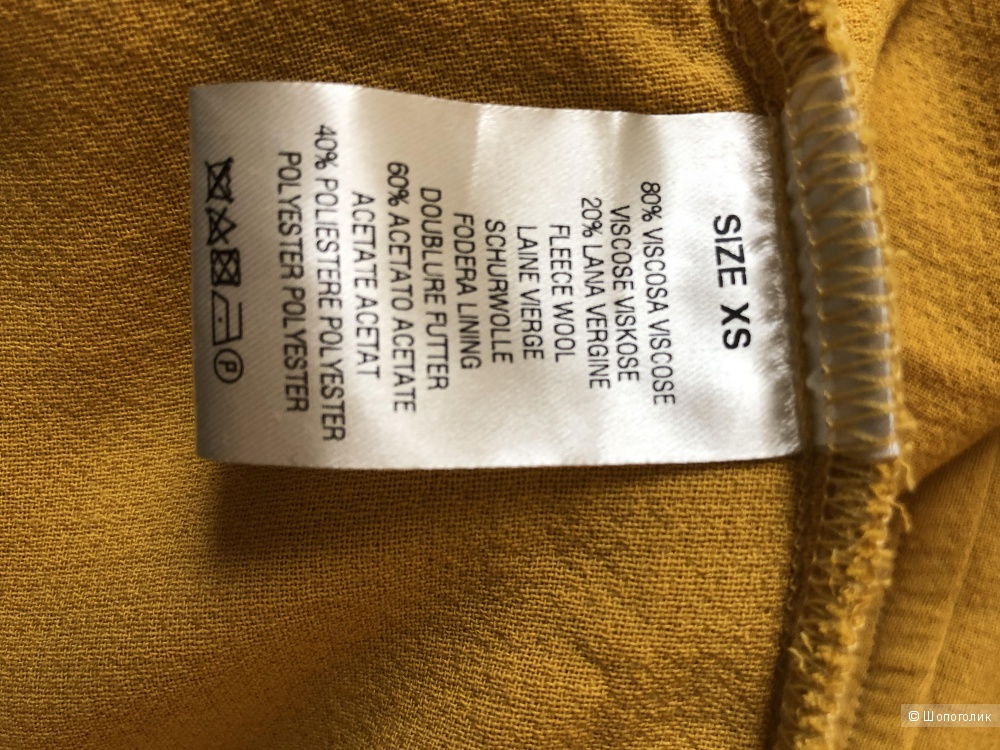 SIZE XS
80% VISCOSA VISCOSE
VISCOSE VISKOSE
20% LANA VERGINE
FLEECE WOOL
LAINE VIERGE
SCHURWOLLE
FODERA LINING
DOUBLURE FUTTER
60% ACETATO ACETATE
ACETATE ACETAT
40% POLIESTERE POLYESTER
POLYESTER POLYESTER
P
© Шопоголик